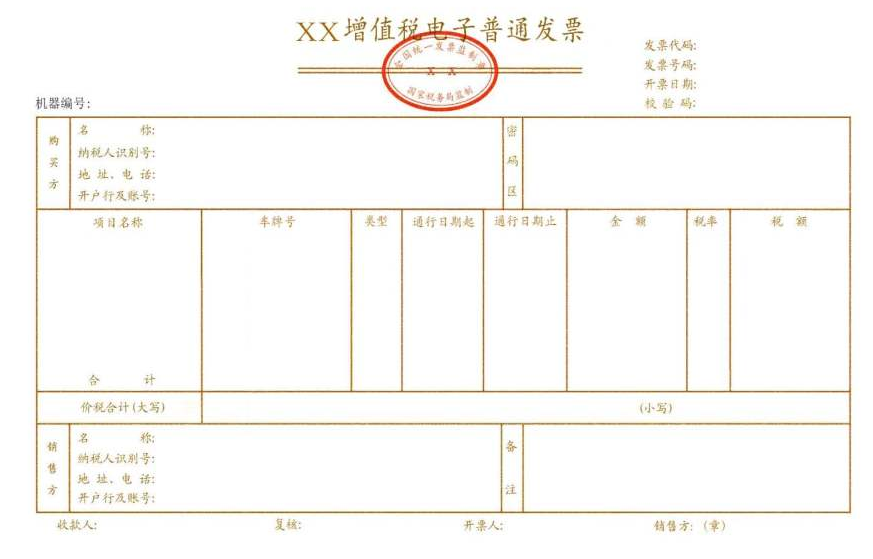 XX增值税电子普通发票
全国统一发票监制章
X X
国家税务局监制
发票代码:
发票号码:
开票日期:
校 验 码:
机器编号:
购买方
名 称:
纳税人识别号:
地 址、电 话:
开户行及账号:
密码区
项目名称 车牌号 类型 通行日期起 通行日期止 金 额 税率 税 额
合 计
价税合计(大写) (小写)
销售方
名 称:
纳税人识别号:
地 址、电 话:
开户行及账号:
备注
收款人: 复核: 开票人: 销售方:(章)